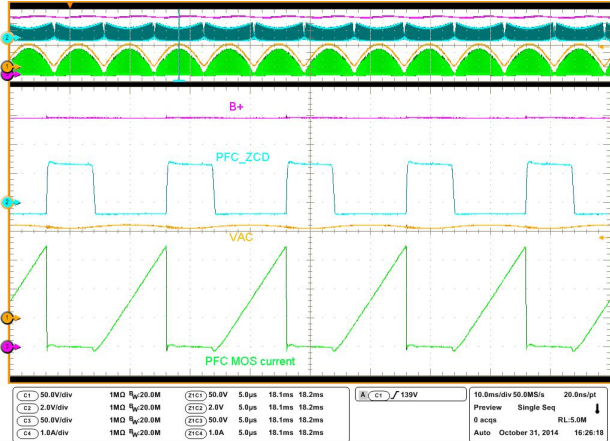 2
1
B+
PFC_ZCD
2
VAC
1
3
PFC MOS current
C1 50.0V/div 1MΩ BW:20.0M Z1C1 50.0V 5.0µs 18.1ms 18.2ms A C1 139V 10.0ms/div 50.0MS/s 20.0ns/pt
C2 2.0V/div 1MΩ BW:20.0M Z1C2 2.0V 5.0µs 18.1ms 18.2ms Preview Single Seq
C3 50.0V/div 1MΩ BW:20.0M Z1C3 50.0V 5.0µs 18.1ms 18.2ms 0 acqs RL:5.0M
C4 1.0A/div 1MΩ BW:20.0M Z1C4 1.0A 5.0µs 18.1ms 18.2ms Auto October 31, 2014 16:26:18